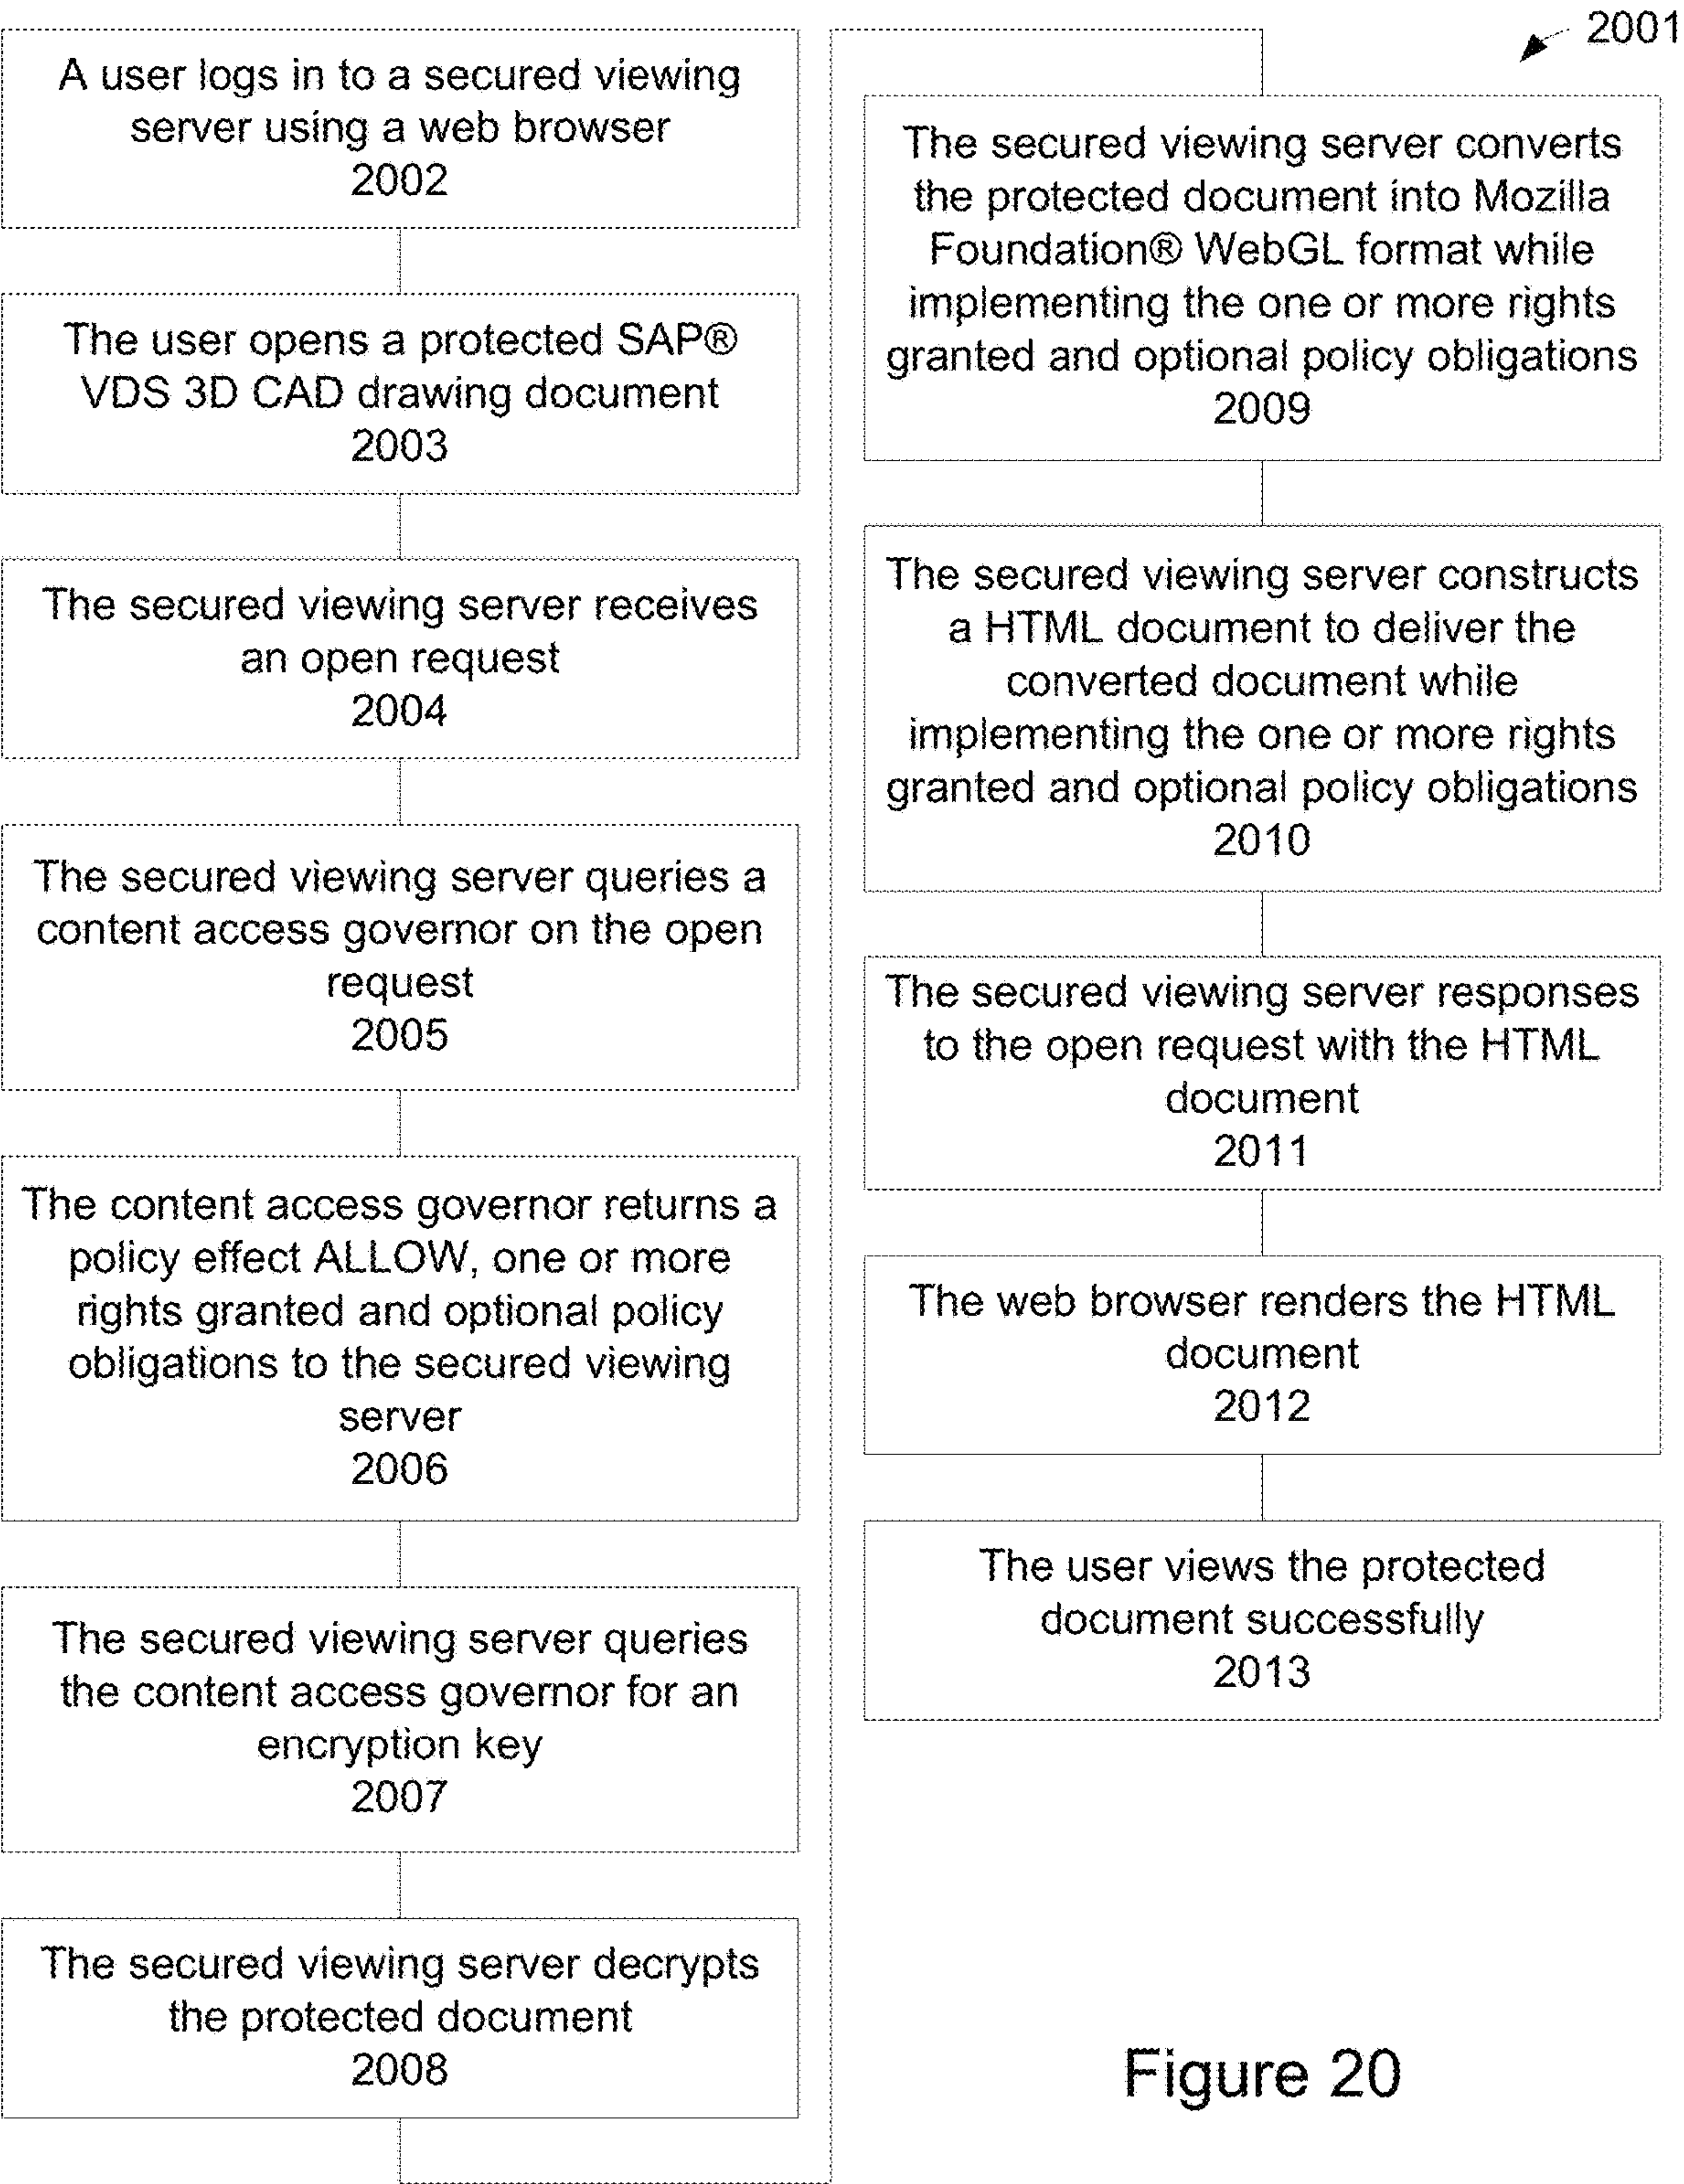 2001
A user logs in to a secured viewing
server using a web browser
2002
The user opens a protected SAP®
VDS 3D CAD drawing document
2003
The secured viewing server receives
an open request
2004
The secured viewing server queries a
content access governor on the open
request
2005
The content access governor returns a
policy effect ALLOW, one or more
rights granted and optional policy
obligations to the secured viewing
server
2006
The secured viewing server queries
the content access governor for an
encryption key
2007
The secured viewing server decrypts
the protected document
2008
The secured viewing server converts
the protected document into Mozilla
Foundation® WebGL format while
implementing the one or more rights
granted and optional policy obligations
2009
The secured viewing server constructs
a HTML document to deliver the
converted document while
implementing the one or more rights
granted and optional policy obligations
2010
The secured viewing server responses
to the open request with the HTML
document
2011
The web browser renders the HTML
document
2012
The user views the protected
document successfully
2013
Figure 20